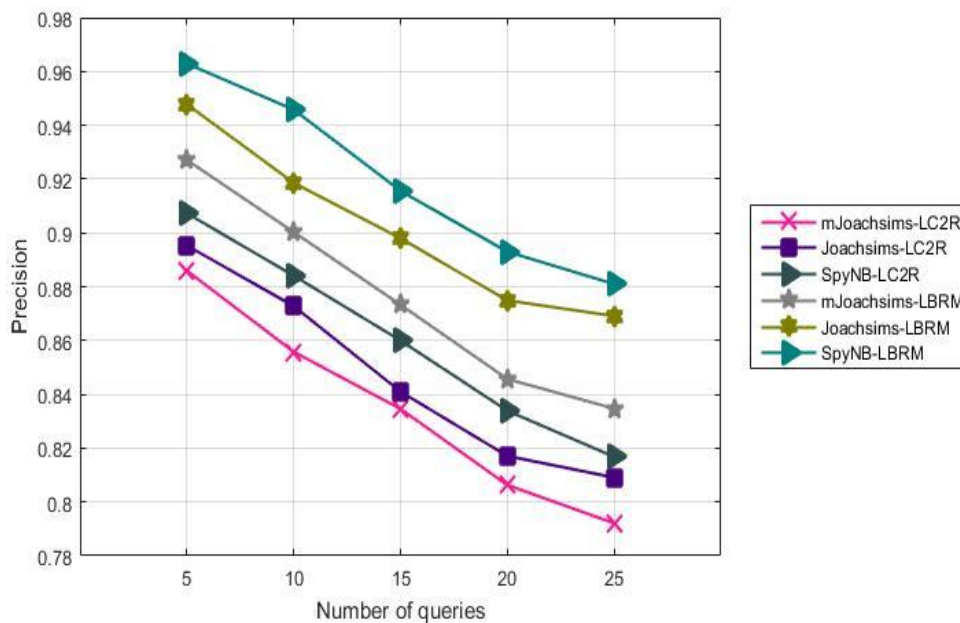 0.98
0.96
0.94
0.92
0.9
0.88
0.86
0.84
0.82
0.8
0.78
Precision
5 10 15 20 25
Number of queries
mJoachsims-LC2R
Joachsims-LC2R
SpyNB-LC2R
mJoachsims-LBRM
Joachsims-LBRM
SpyNB-LBRM